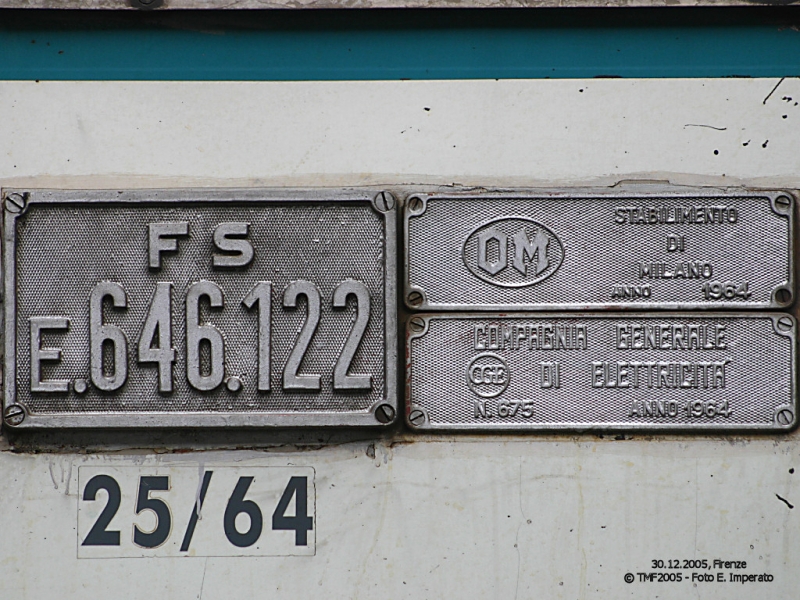 FS
E.646.122
OM
STABILIMENTO
DI
MILANO
ANNO 1964
COMPAGNIA GENERALE
CGE DI ELETTRICITÀ
N. 675 ANNO 1964
25/64
30.12.2005, Firenze
© TMF2005 - Foto E. Imperato